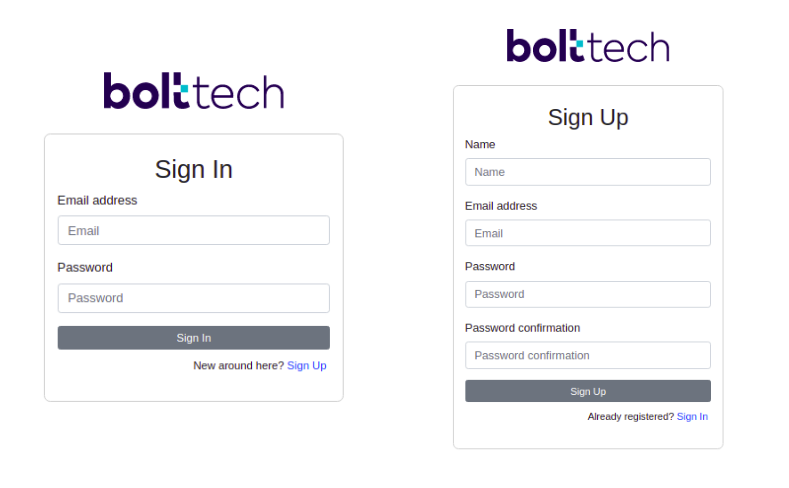 bolttech
Sign In
Email address
Email
Password
Password
Sign In
New around here? Sign Up
bolttech
Sign Up
Name
Name
Email address
Email
Password
Password
Password confirmation
Password confirmation
Sign Up
Already registered? Sign In